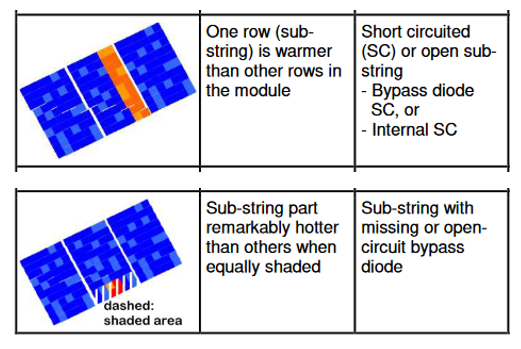 One row (sub-
string) is warmer
than other rows in
the module
Short circuited
(SC) or open sub-
string
- Bypass diode
SC, or
- Internal SC
dashed:
shaded area
Sub-string part
remarkably hotter
than others when
equally shaded
Sub-string with
missing or open-
circuit bypass
diode